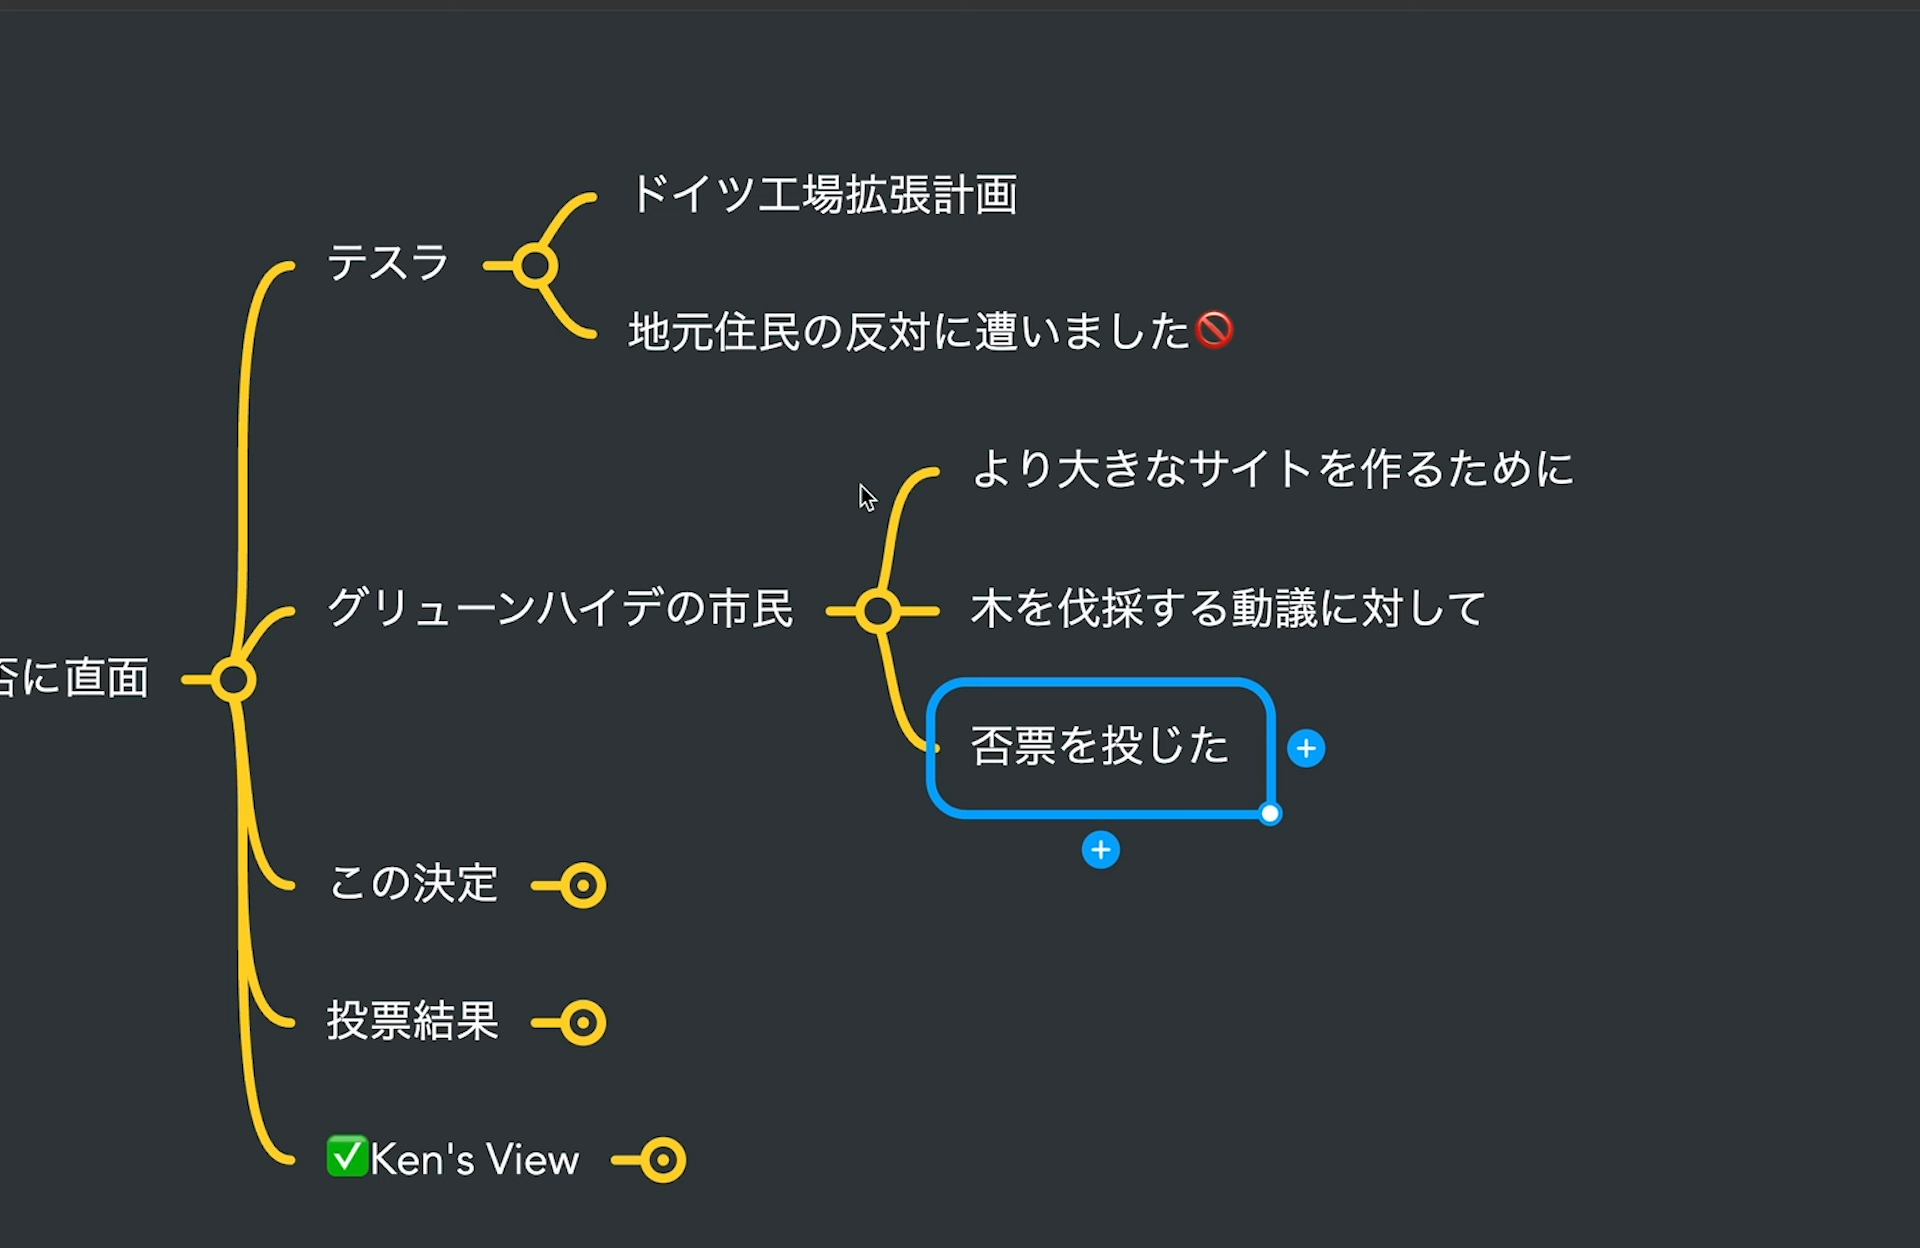 ドイツ工場拡張計画
テスラ
地元住民の反対に遭いました🚫
より大きなサイトを作るために
グリューンハイデの市民
木を伐採する動議に対して
否に直面
否票を投じた
この決定
投票結果
✅Ken's View